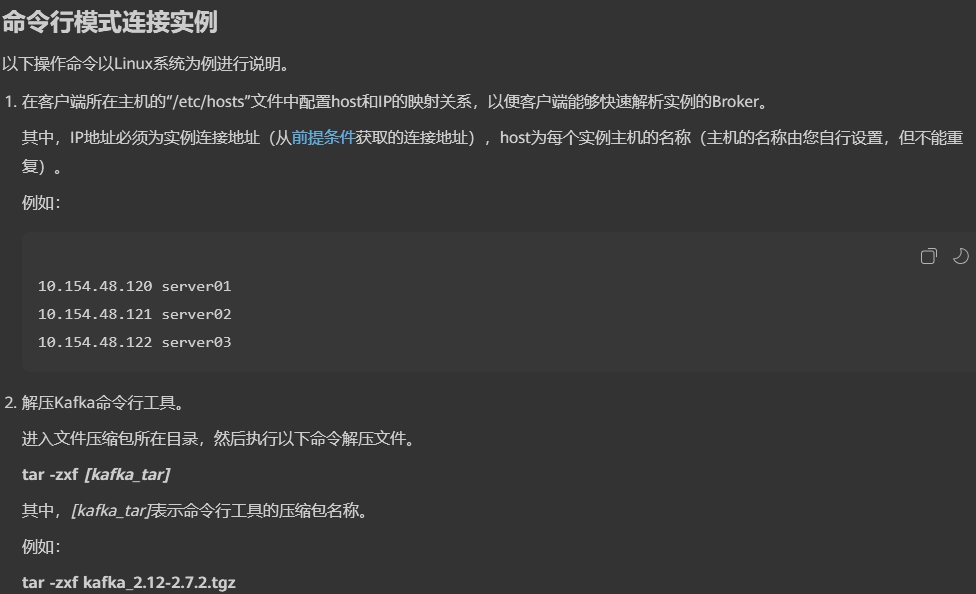 命令行模式连接实例
以下操作命令以Linux系统为例进行说明。
1. 在客户端所在主机的“/etc/hosts”文件中配置host和IP的映射关系，以便客户端能够快速解析实例的Broker。
其中，IP地址必须为实例连接地址（从前提条件获取的连接地址），host为每个实例主机的名称（主机的名称由您自行设置，但不能重
复）。
例如：
10.154.48.120 server01
10.154.48.121 server02
10.154.48.122 server03
2. 解压Kafka命令行工具。
进入文件压缩包所在目录，然后执行以下命令解压文件。
tar -zxf [kafka_tar]
其中，[kafka_tar]表示命令行工具的压缩包名称。
例如：
tar -zxf kafka_2.12-2.7.2.tgz